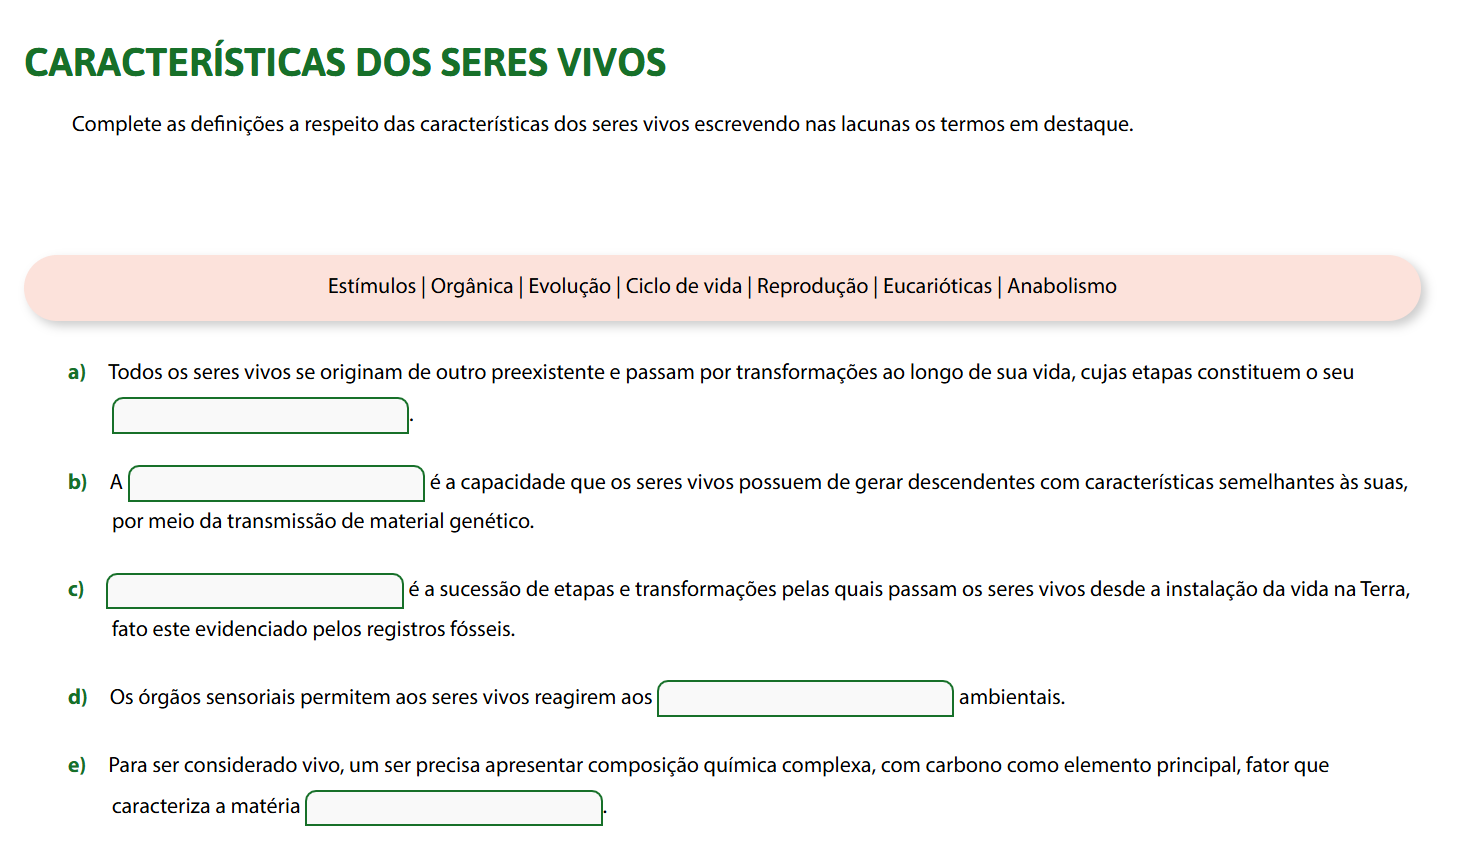 CARACTERÍSTICAS DOS SERES VIVOS
Complete as definições a respeito das características dos seres vivos escrevendo nas lacunas os termos em destaque.
Estímulos | Orgânica | Evolução | Ciclo de vida | Reprodução | Eucarióticas | Anabolismo
a) Todos os seres vivos se originam de outro preexistente e passam por transformações ao longo de sua vida, cujas etapas constituem o seu
.
b) A é a capacidade que os seres vivos possuem de gerar descendentes com características semelhantes às suas,
por meio da transmissão de material genético.
c) é a sucessão de etapas e transformações pelas quais passam os seres vivos desde a instalação da vida na Terra,
fato este evidenciado pelos registros fósseis.
d) Os órgãos sensoriais permitem aos seres vivos reagirem aos ambientais.
e) Para ser considerado vivo, um ser precisa apresentar composição química complexa, com carbono como elemento principal, fator que
caracteriza a matéria .